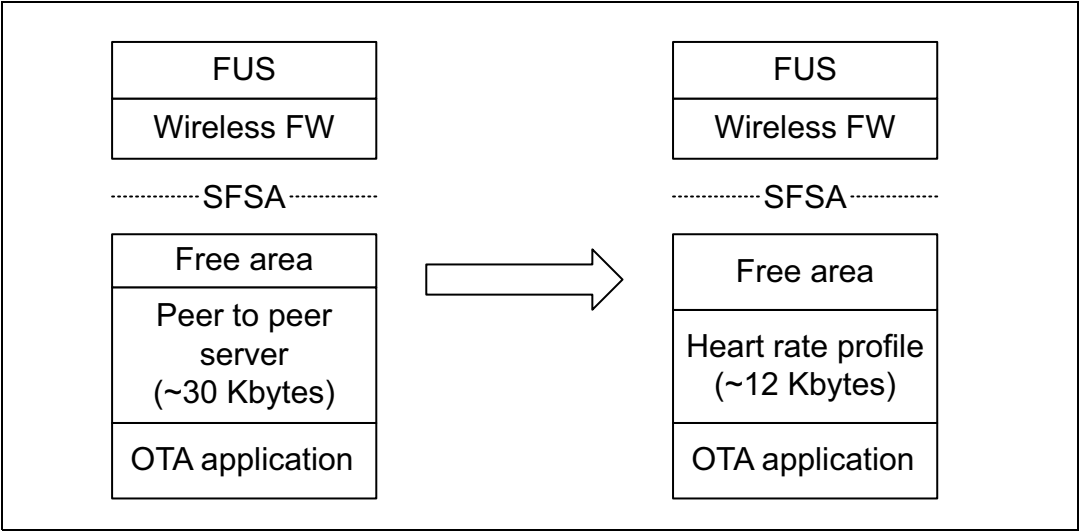 FUS
Wireless FW
SFSA
Free area
Peer to peer
server
(~30 Kbytes)
OTA application
FUS
Wireless FW
SFSA
Free area
Heart rate profile
(~12 Kbytes)
OTA application